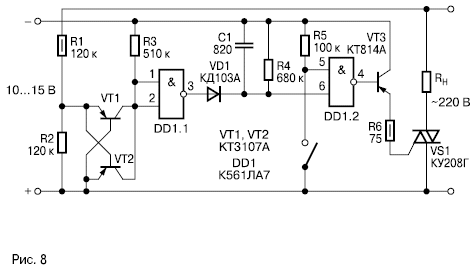 −
R1
120 к
R3
510 к
C1
820
R5
100 к
VT3
КТ814А
10...15 В
1
2
&
3
VD1
КД103А
R4
680 к
5
6
&
4
Rн
~220 В
VT1
DD1.1
DD1.2
R2
120 к
VT2
VT1, VT2
КТ3107А
DD1
К561ЛА7
R6
75
VS1
КУ208Г
+
Рис. 8